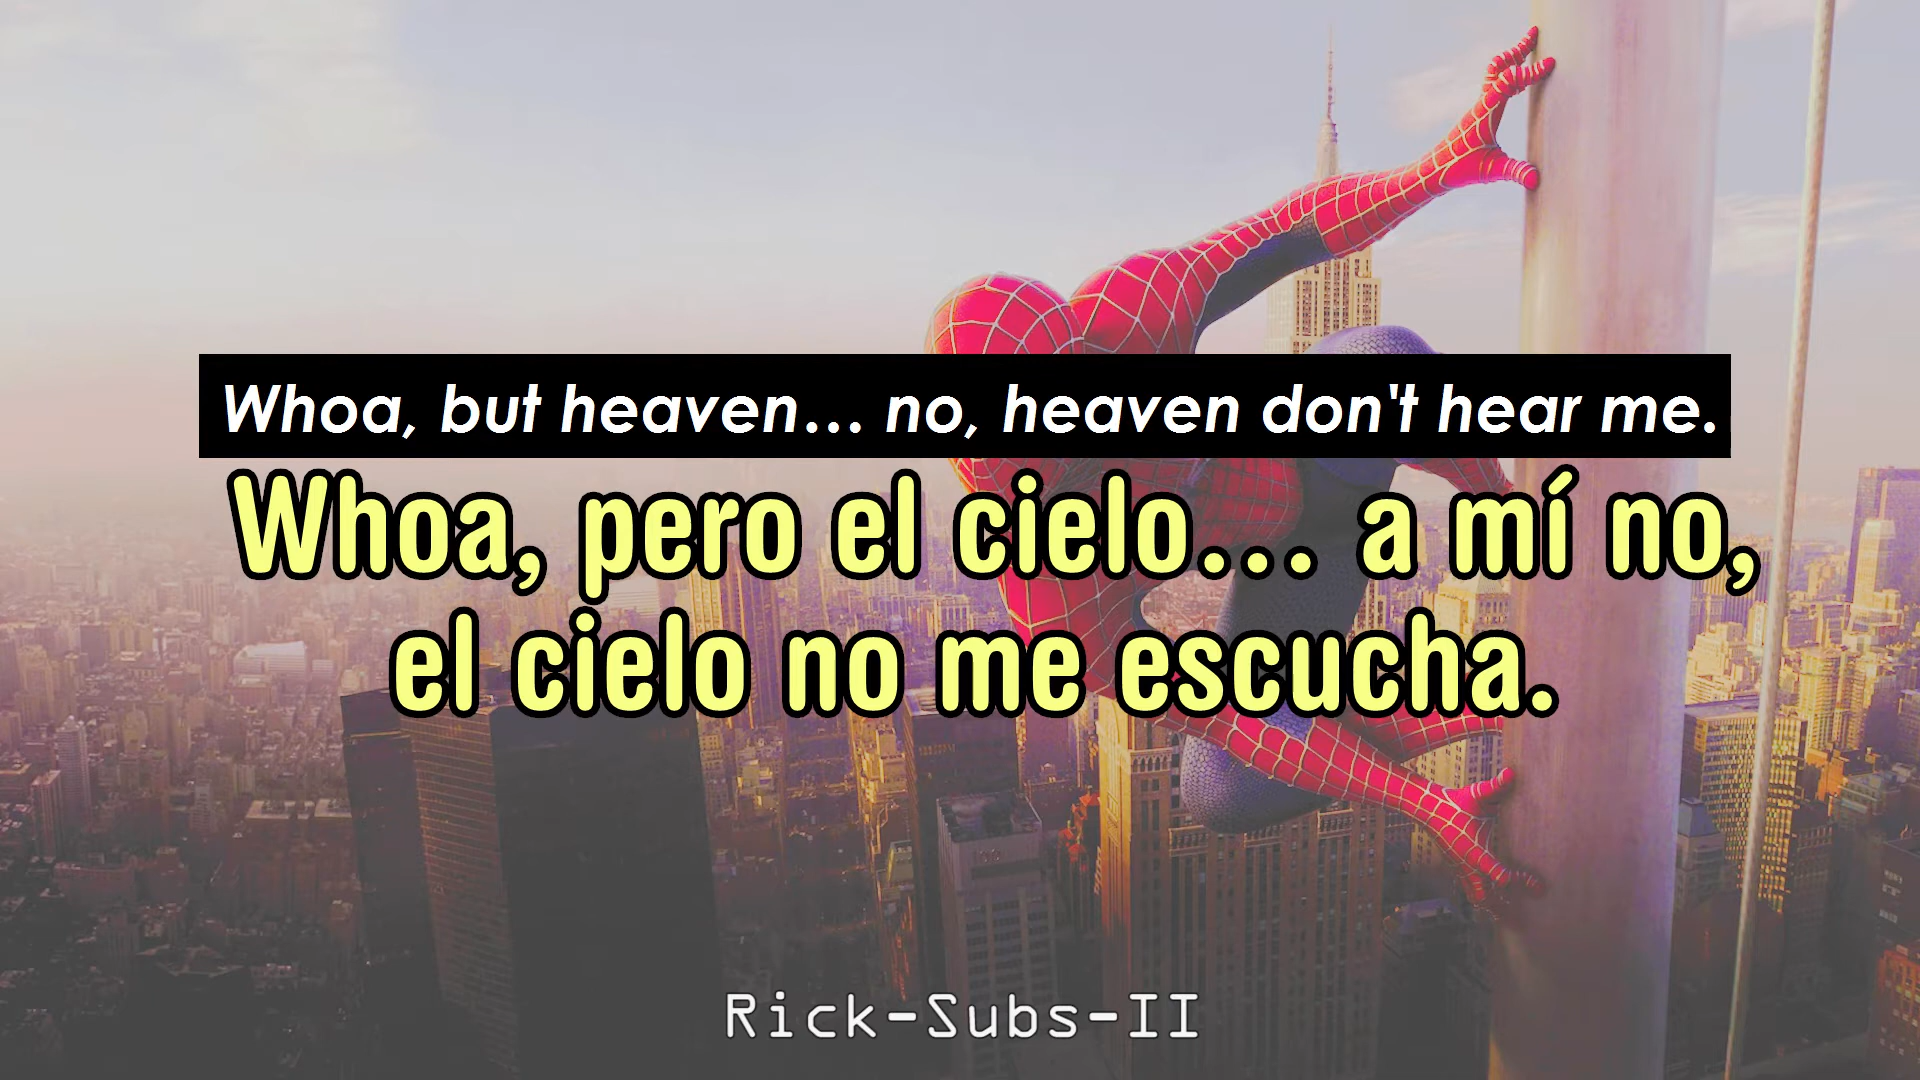 Whoa, but heaven... no, heaven don't hear me.
Whoa, pero el cielo... a mí no,
el cielo no me escucha.
Rick-Subs-II